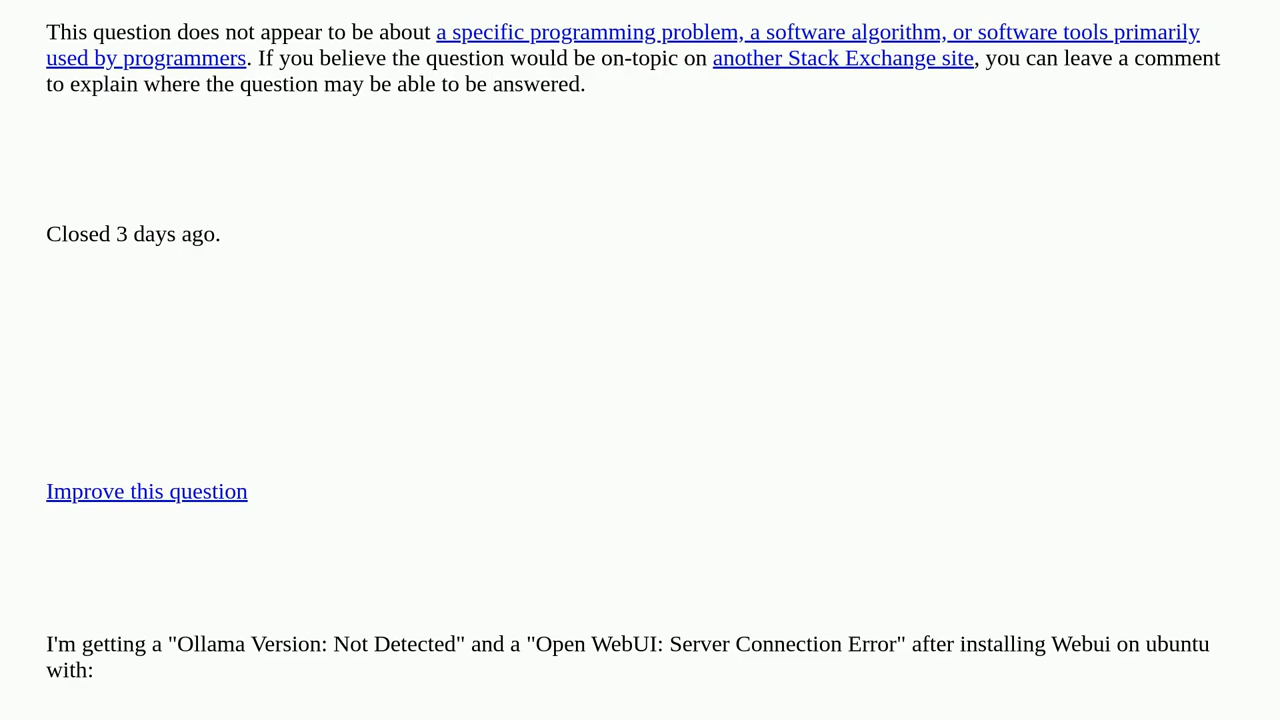 This question does not appear to be about a specific programming problem, a software algorithm, or software tools primarily
used by programmers. If you believe the question would be on-topic on another Stack Exchange site, you can leave a comment
to explain where the question may be able to be answered.
Closed 3 days ago.
Improve this question
I'm getting a "Ollama Version: Not Detected" and a "Open WebUI: Server Connection Error" after installing Webui on ubuntu
with: